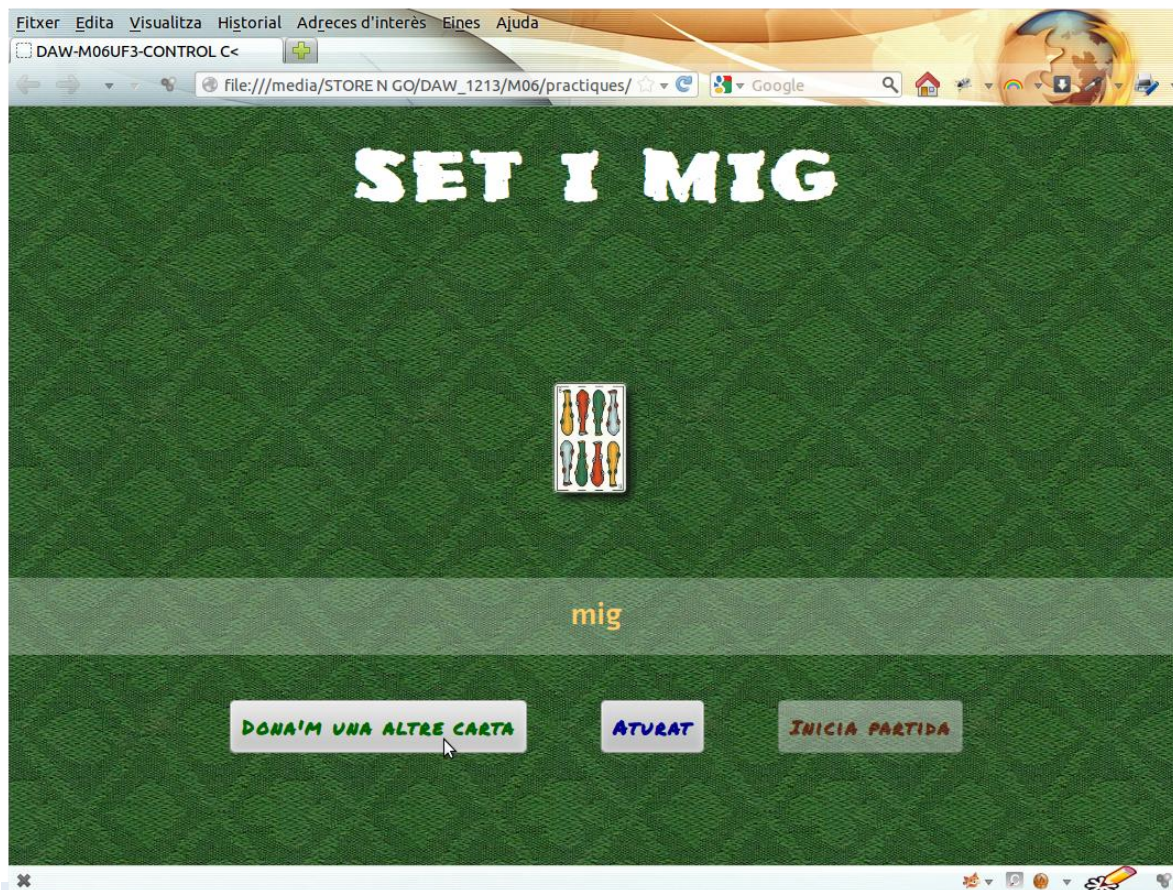 Fitxer Edita Visualitza Historial Adreces d'interès Eines Ajuda
DAW-M06UF3-CONTROL C<
file:///media/STORE N GO/DAW_1213/M06/practiques/ Google
SET I MIG
mig
DONA'M UNA ALTRE CARTA ATURAT INICIA PARTIDA